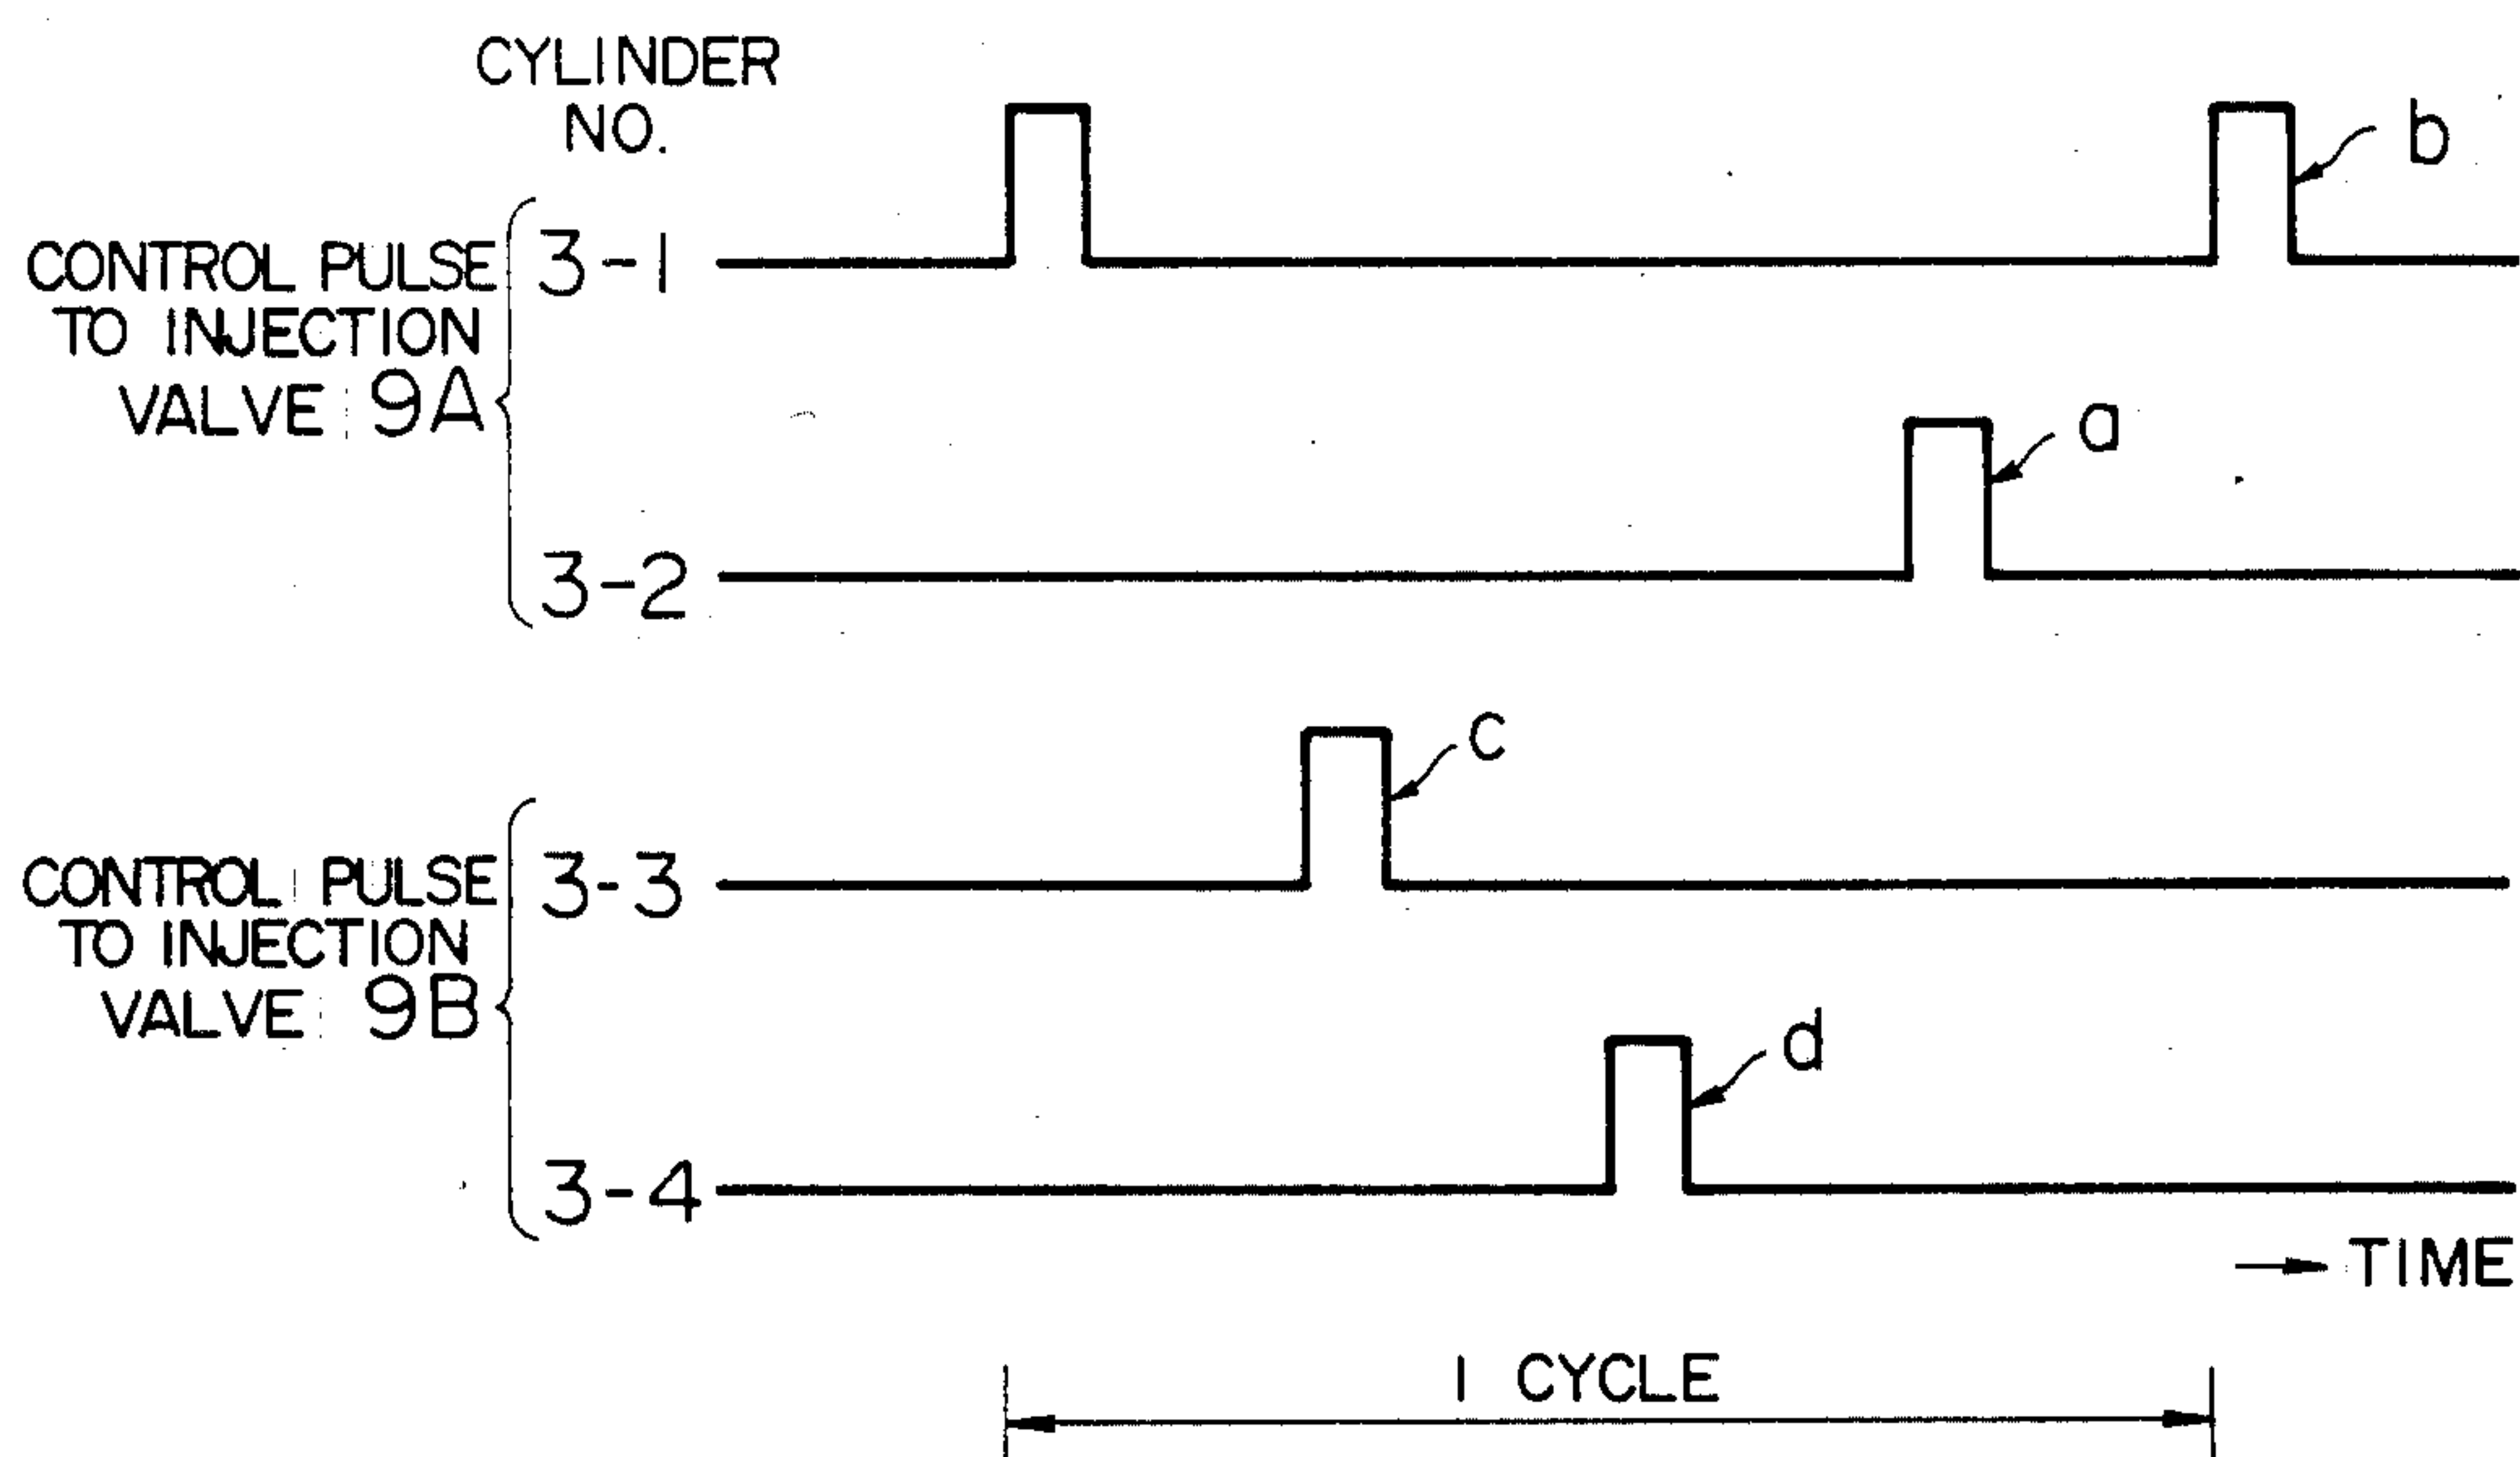 CYLINDER
NO.
CONTROL PULSE
TO INJECTION
VALVE 9A
3-1
b
3-2
a
CONTROL PULSE
TO INJECTION
VALVE 9B
3-3
c
3-4
d
TIME
1 CYCLE